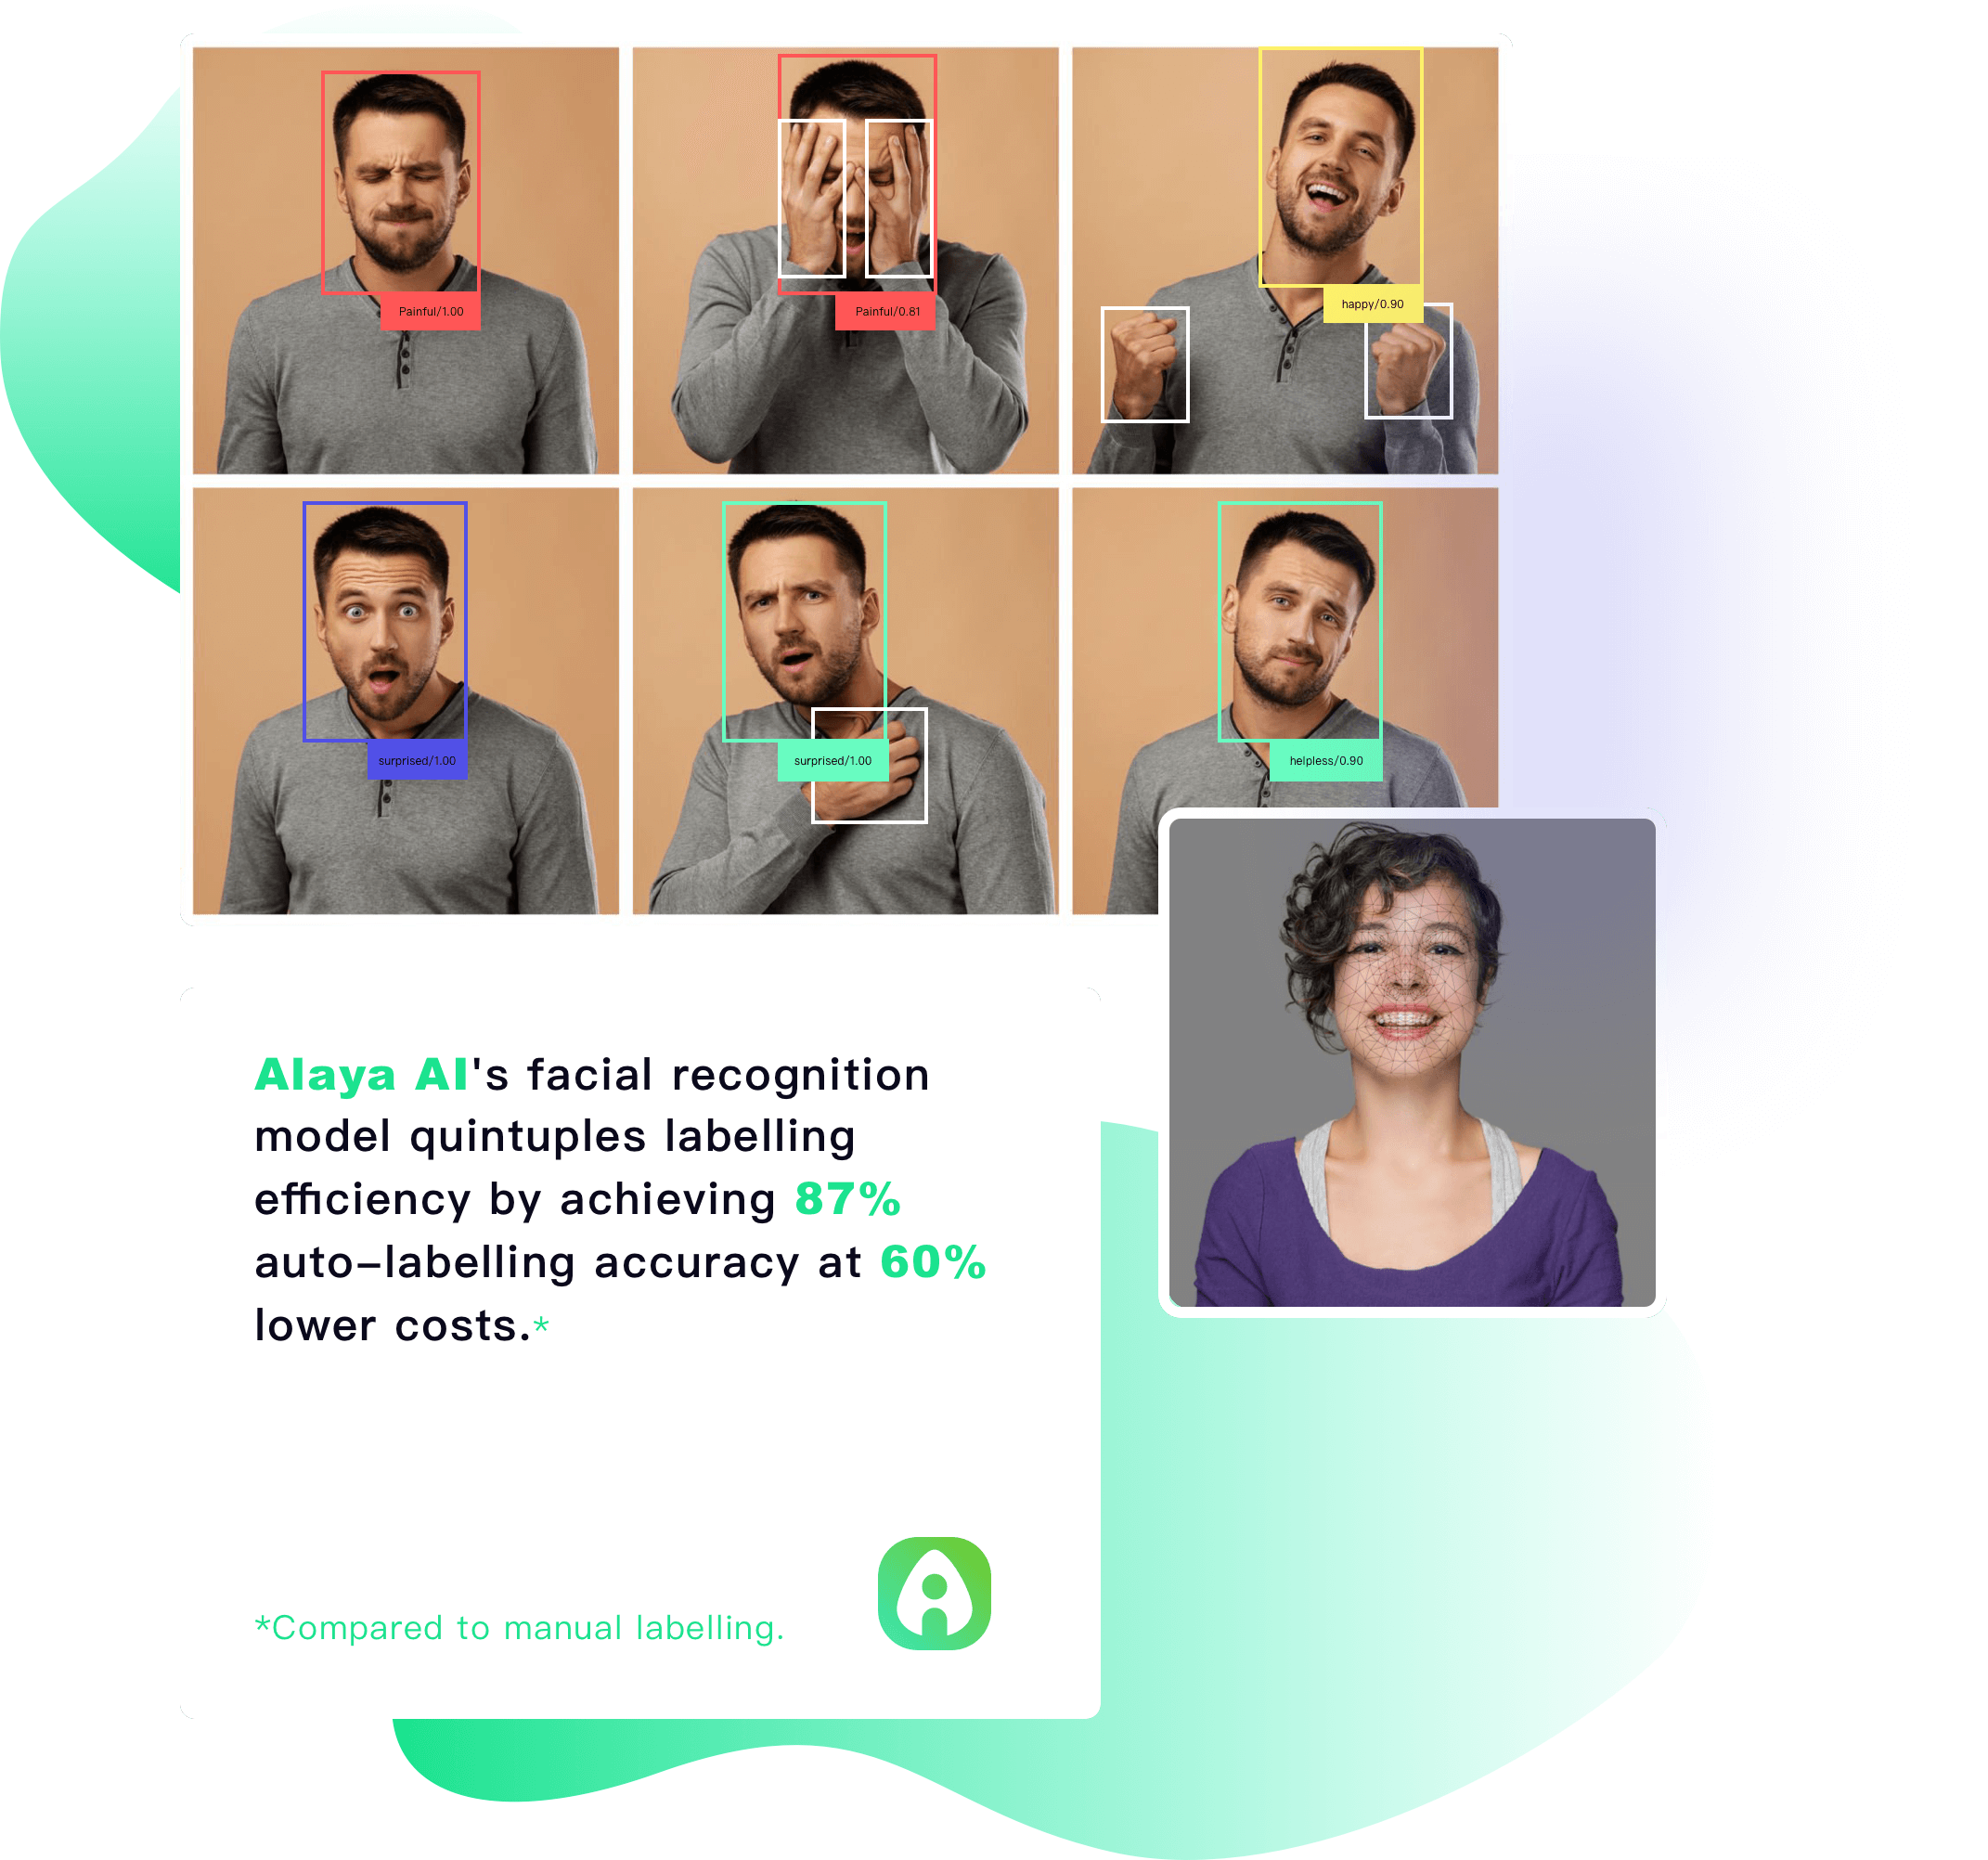 Painful/1.00
Painful/0.81
happy/0.90
surprised/1.00
surprised/1.00
helpless/0.90
Alaya AI's facial recognition
model quintuples labelling
efficiency by achieving 87%
auto–labelling accuracy at 60%
lower costs.*
*Compared to manual labelling.